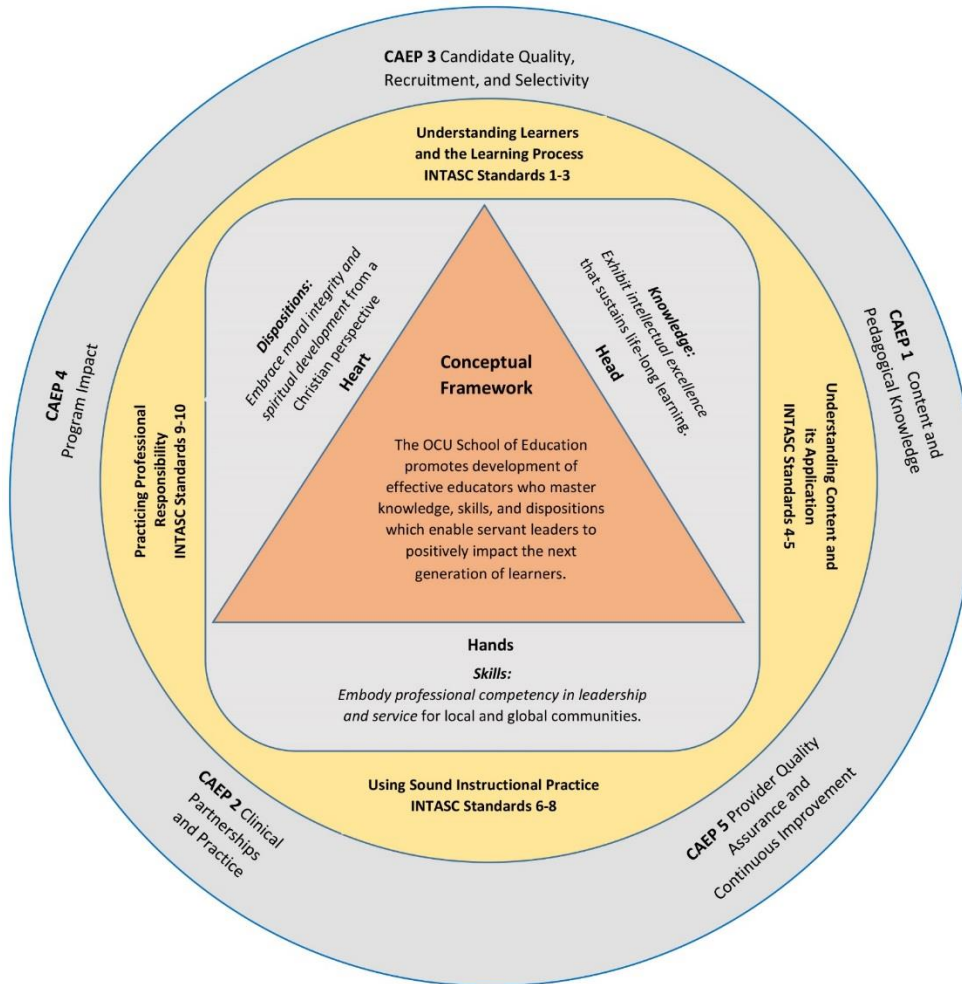 CAEP 3 Candidate Quality,
Recruitment, and Selectivity
Understanding Learners
and the Learning Process
INTASC Standards 1-3
CAEP 4
Program Impact
Practicing Professional
Responsibility
INTASC Standards 9-10
Dispositions:
Embrace moral integrity and
spiritual development from a
Christian perspective
Heart
Knowledge:
Exhibit intellectual excellence
that sustains life-long learning.
Head
Conceptual
Framework
The OCU School of Education
promotes development of
effective educators who master
knowledge, skills, and dispositions
which enable servant leaders to
positively impact the next
generation of learners.
Understanding Content and
its Application
INTASC Standards 4-5
CAEP 1 Content and
Pedagogical Knowledge
Hands
Skills:
Embody professional competency in leadership
and service for local and global communities.
Using Sound Instructional Practice
INTASC Standards 6-8
CAEP 2 Clinical
Partnerships
and Practice
CAEP 5 Provider Quality
Assurance and
Continuous Improvement